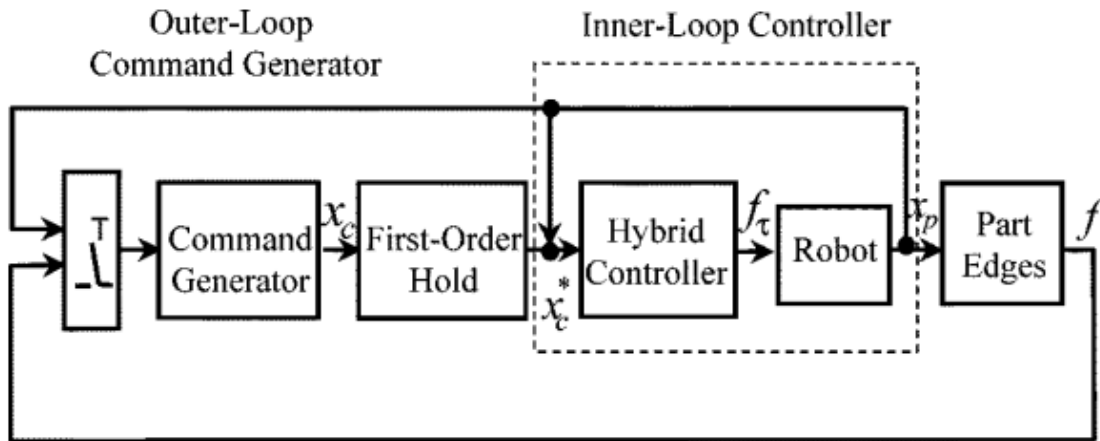 Outer-Loop
Command Generator
Inner-Loop Controller
T
Command
Generator
x_c
First-Order
Hold
x_c^*
Hybrid
Controller
f_τ
Robot
x_p
Part
Edges
f